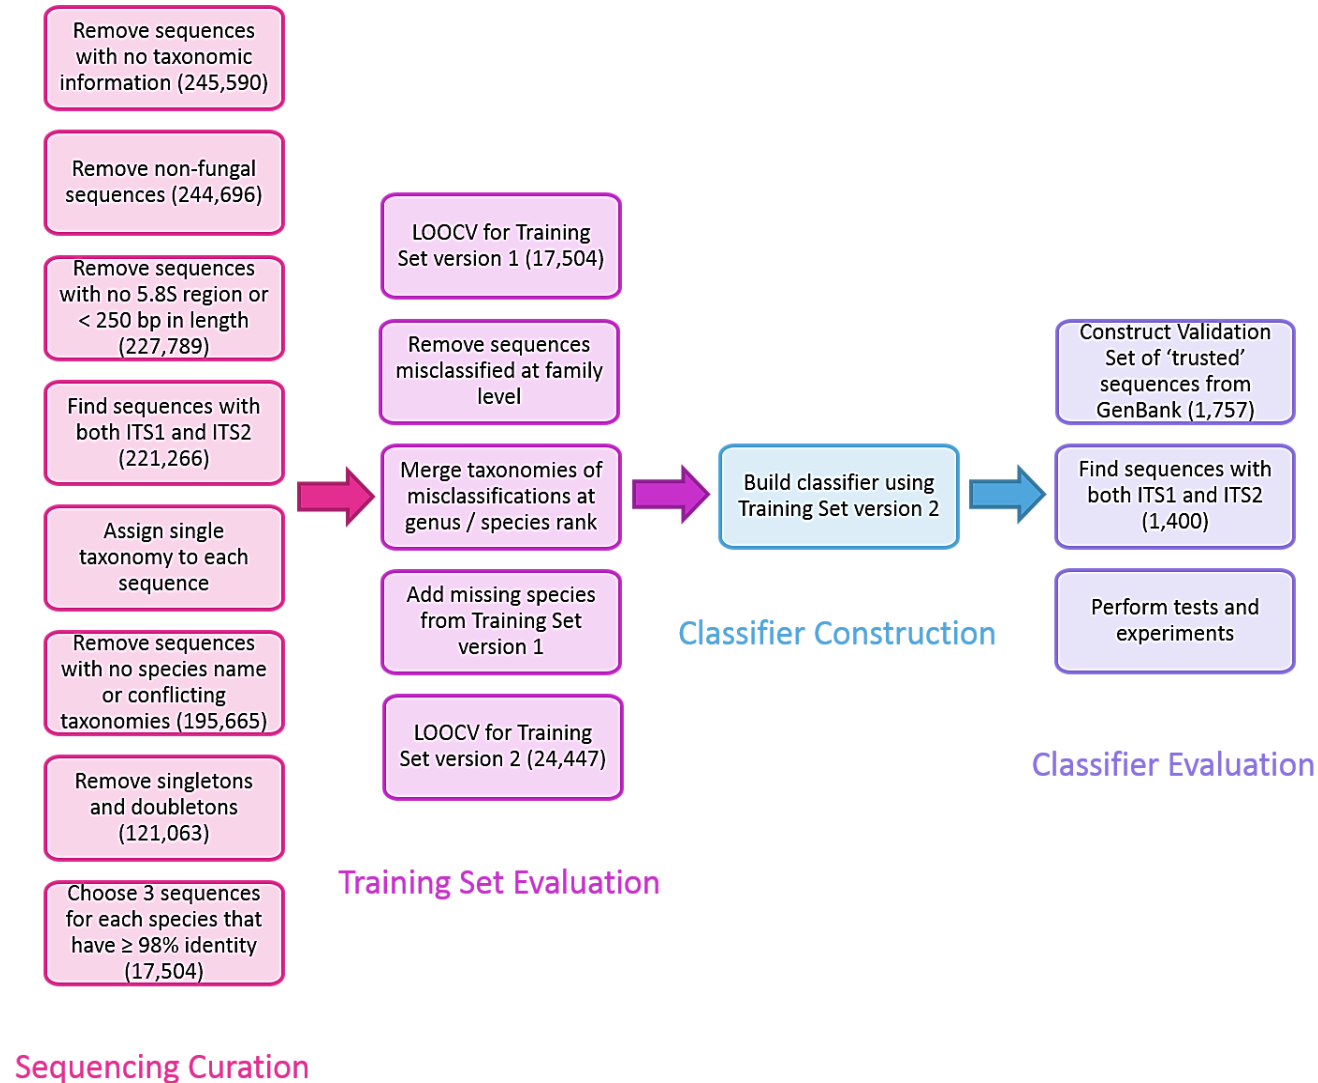 Remove sequences
with no taxonomic
information (245,590)
Remove non-fungal
sequences (244,696)
Remove sequences
with no 5.8S region or
< 250 bp in length
(227,789)
Find sequences with
both ITS1 and ITS2
(221,266)
Assign single
taxonomy to each
sequence
Remove sequences
with no species name
or conflicting
taxonomies (195,665)
Remove singletons
and doubletons
(121,063)
Choose 3 sequences
for each species that
have ≥ 98% identity
(17,504)
Sequencing Curation
LOOCV for Training
Set version 1 (17,504)
Remove sequences
misclassified at family
level
Merge taxonomies of
misclassifications at
genus / species rank
Add missing species
from Training Set
version 1
LOOCV for Training
Set version 2 (24,447)
Training Set Evaluation
Build classifier using
Training Set version 2
Classifier Construction
Construct Validation
Set of ‘trusted’
sequences from
GenBank (1,757)
Find sequences with
both ITS1 and ITS2
(1,400)
Perform tests and
experiments
Classifier Evaluation